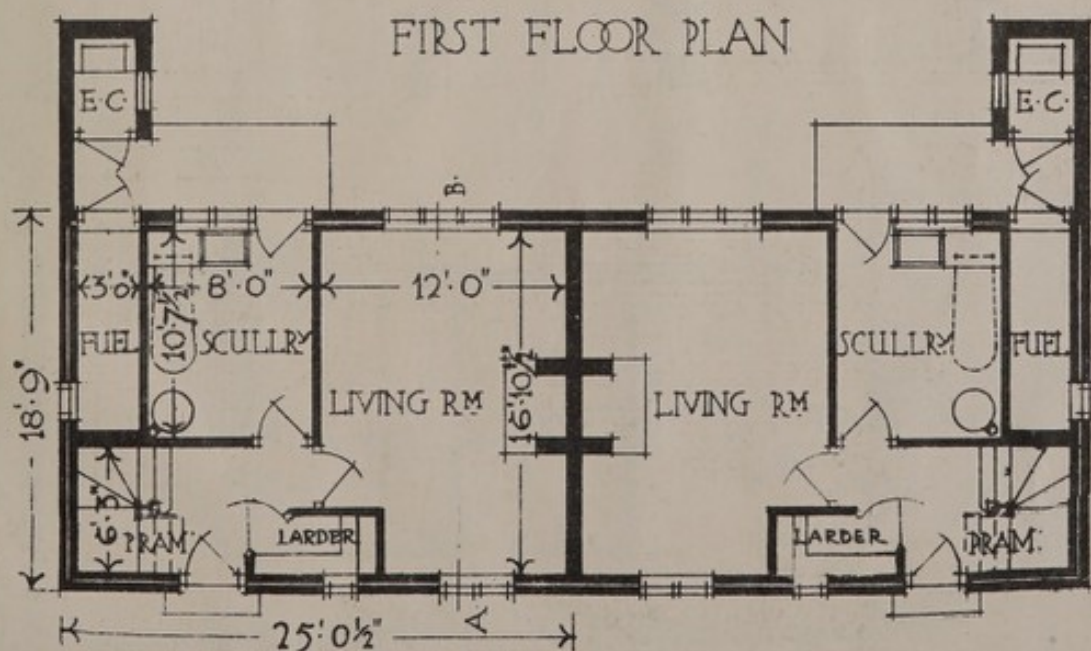 FIRST FLOOR PLAN
E.C.
E.C.
B.
3'.6"
8'.0"
12'.0"
FUEL
10'.7½"
SCULLRY
SCULLRY
FUEL
18'.9"
LIVING RM
16'.10½"
LIVING RM
6'.3"
PRAM.
LARDER
LARDER
PRAM.
A
25'.0½"